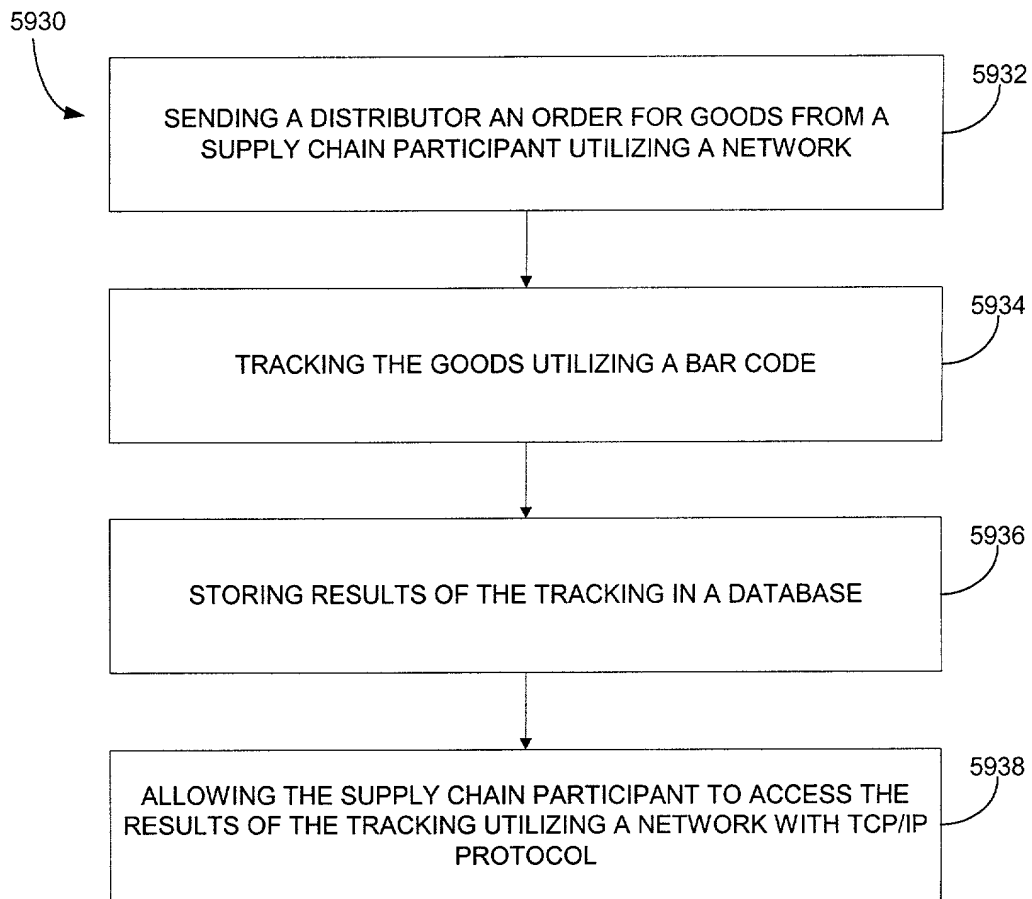 5930
5932
SENDING A DISTRIBUTOR AN ORDER FOR GOODS FROM A
SUPPLY CHAIN PARTICIPANT UTILIZING A NETWORK
5934
TRACKING THE GOODS UTILIZING A BAR CODE
5936
STORING RESULTS OF THE TRACKING IN A DATABASE
5938
ALLOWING THE SUPPLY CHAIN PARTICIPANT TO ACCESS THE
RESULTS OF THE TRACKING UTILIZING A NETWORK WITH TCP/IP
PROTOCOL